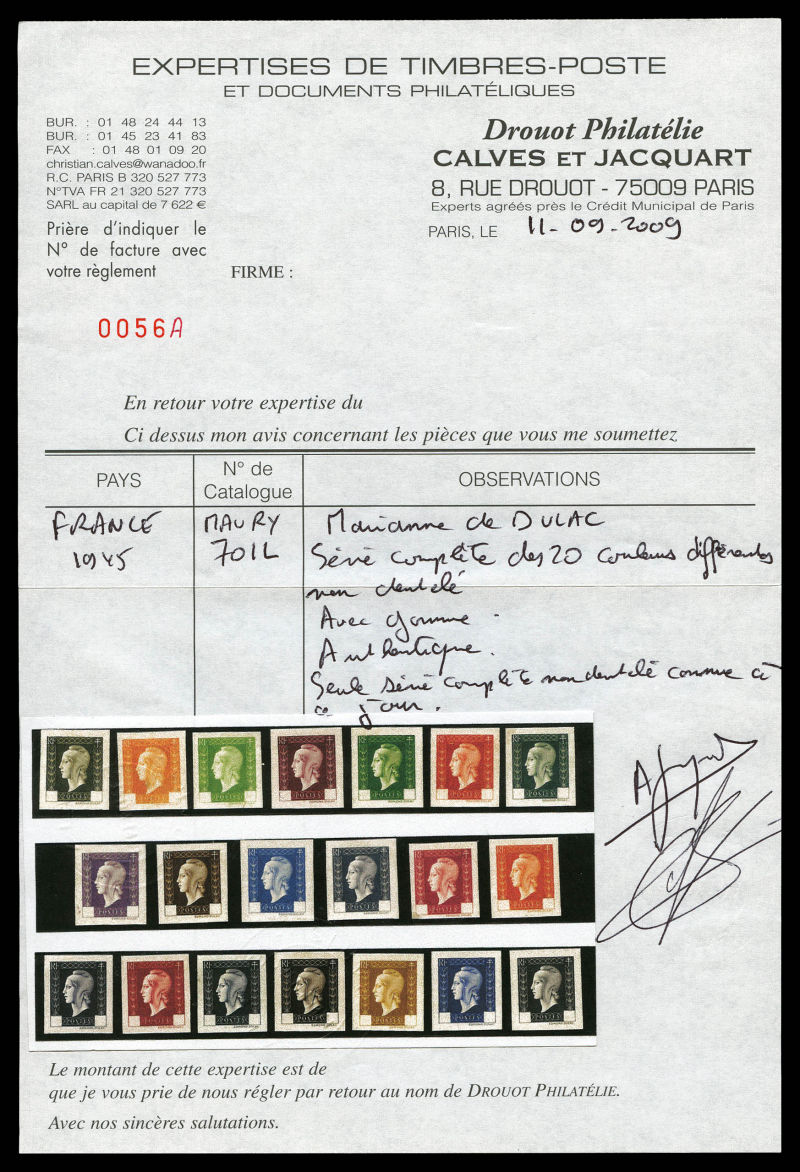 EXPERTISES DE TIMBRES-POSTE
ET DOCUMENTS PHILATÉLIQUES
BUR. : 01 48 24 44 13
BUR. : 01 45 23 41 83
FAX : 01 48 01 09 20
christian.calves@wanadoo.fr
R.C. PARIS B 320 527 773
N°TVA FR 21 320 527 773
SARL au capital de 7 622 €
Prière d'indiquer le
N° de facture avec
votre règlement
Drouot Philatélie
CALVES ET JACQUART
8, RUE DROUOT - 75009 PARIS
Experts agréés près le Crédit Municipal de Paris
PARIS, LE 11-09-2009
FIRME :
0056A
En retour votre expertise du
Ci dessus mon avis concernant les pièces que vous me soumettez
PAYS
N° de
Catalogue
OBSERVATIONS
FRANCE
1945
MAURY
701L
Marianne de DULAC
Série complète des 20 couleurs différentes
non dentelé
Avec gomme.
Authentique.
Seule série complète non dentelé connue à
ce jour.
Le montant de cette expertise est de
que je vous prie de nous régler par retour au nom de DROUOT PHILATÉLIE.
Avec nos sincères salutations.